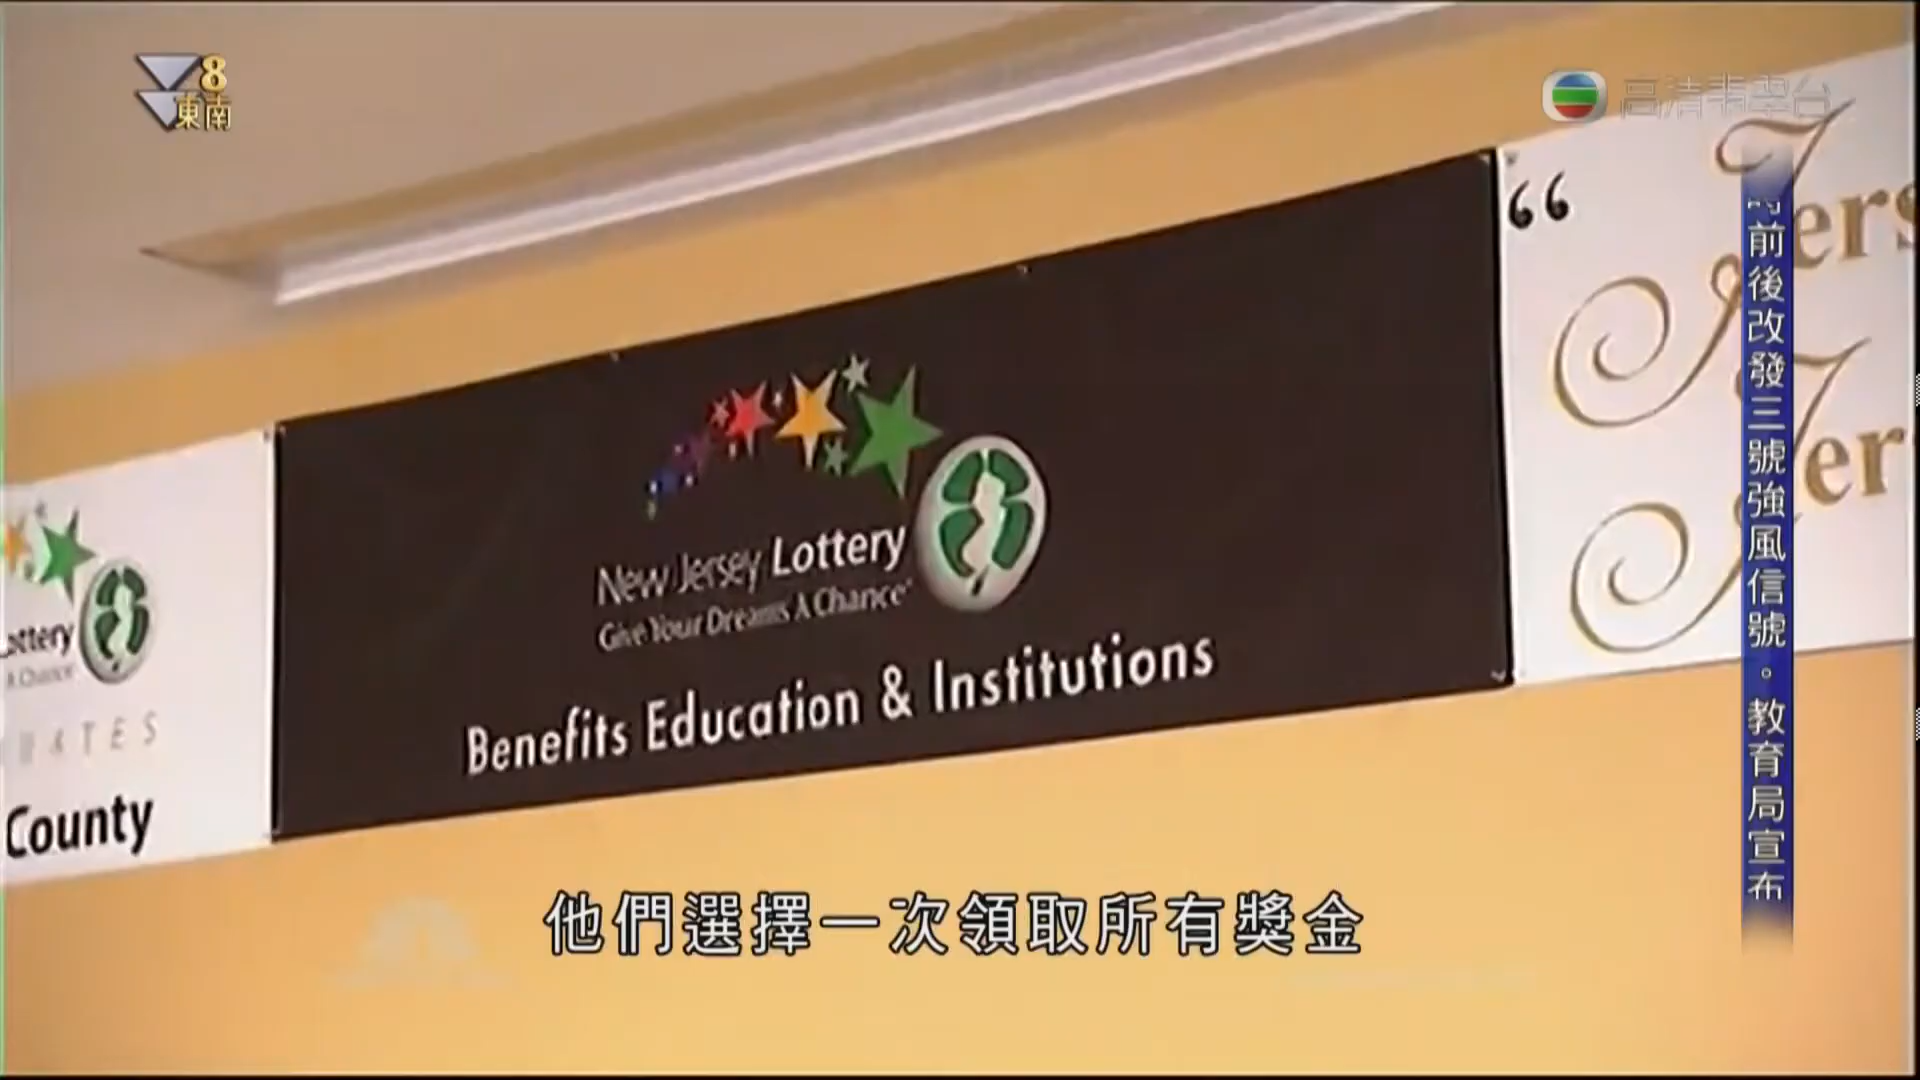 8
東南
高清翡翠台
New Jersey Lottery
Give Your Dreams A Chance
Benefits Education & Institutions
Lottery
A Chance
County
“
前後改發三號強風信號。教育局宣布
他們選擇一次領取所有獎金